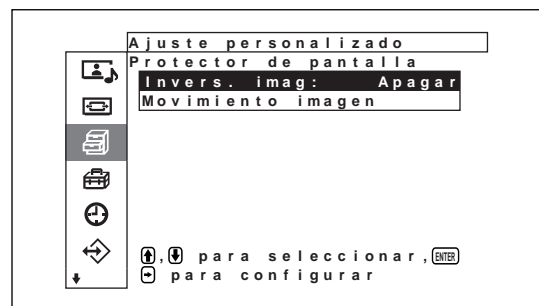 Ajuste personalizado
Protector de pantalla
Invers. imag: Apagar
Movimiento imagen
, para seleccionar, ENTER
para configurar